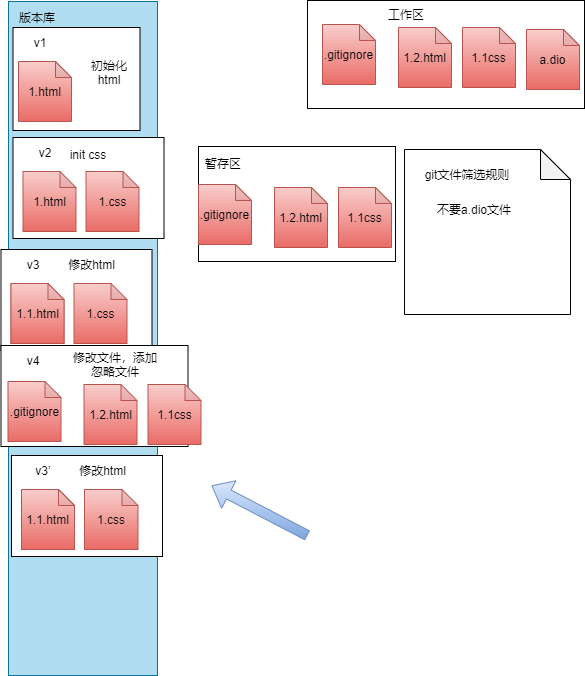 版本库
v1
初始化
html
1.html
v2 init css
1.html 1.css
v3 修改html
1.1.html 1.css
v4 修改文件，添加
忽略文件
.gitignore 1.2.html 1.1css
v3' 修改html
1.1.html 1.css
工作区
.gitignore 1.2.html 1.1css a.dio
暂存区
.gitignore 1.2.html 1.1css
git文件筛选规则
不要a.dio文件